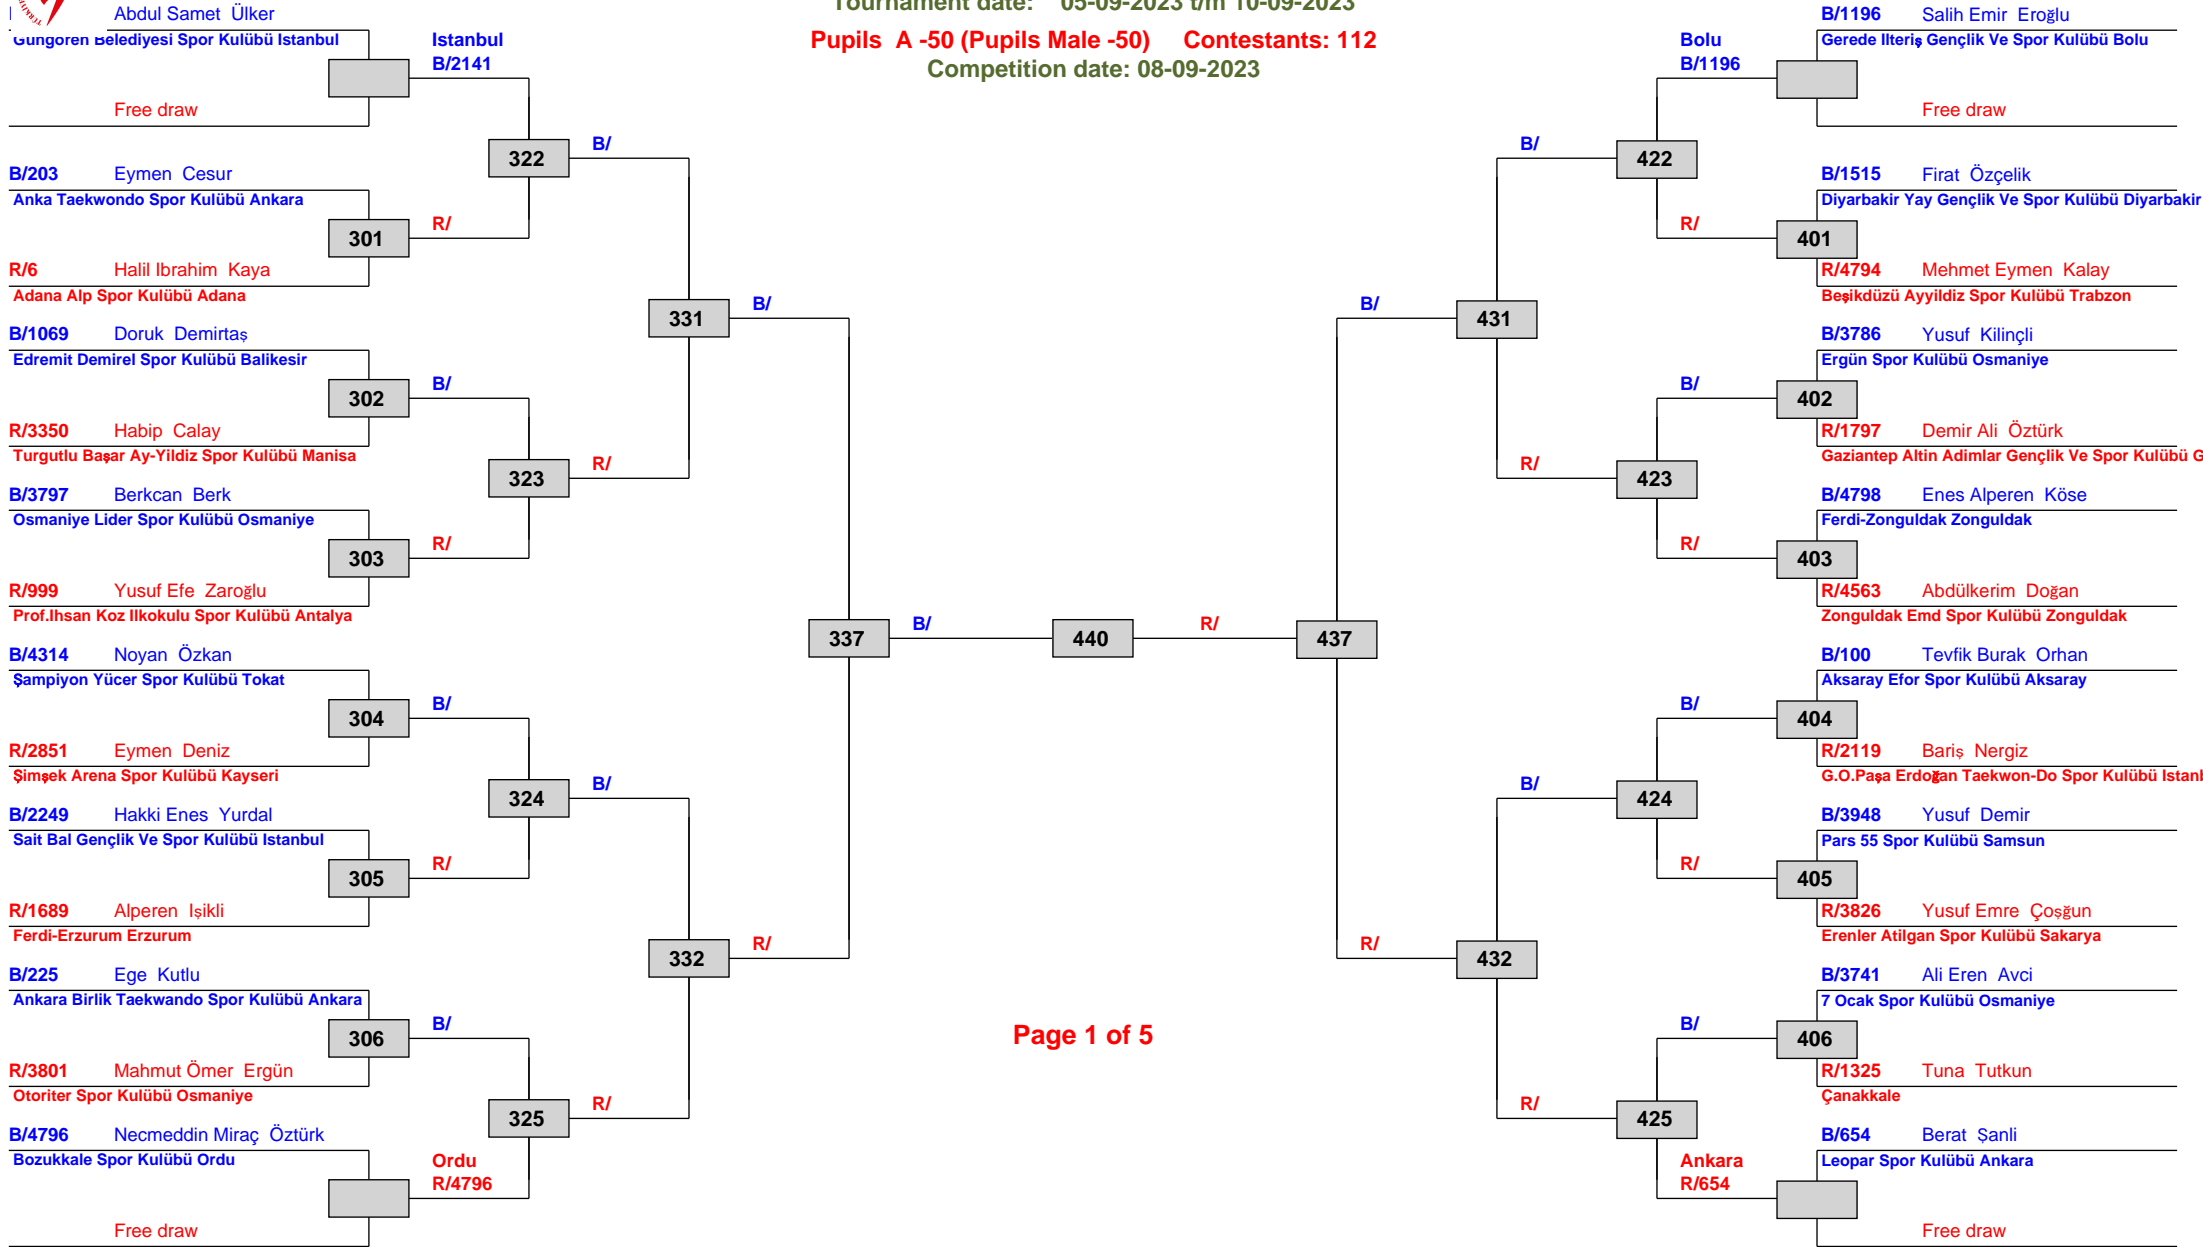 Tournament date: 05-09-2023 t/m 10-09-2023
Pupils A -50 (Pupils Male -50) Contestants: 112
Competition date: 08-09-2023
Abdul Samet Ülker
Güngören Belediyesi Spor Kulübü Istanbul
Istanbul
B/2141
Free draw
322
B/
B/203 Eymen Cesur
Anka Taekwondo Spor Kulübü Ankara
301
R/
R/6 Halil Ibrahim Kaya
Adana Alp Spor Kulübü Adana
331
B/
B/1069 Doruk Demirtaş
Edremit Demirel Spor Kulübü Balikesir
302
B/
R/3350 Habip Calay
Turgutlu Başar Ay-Yildiz Spor Kulübü Manisa
323
R/
B/3797 Berkcan Berk
Osmaniye Lider Spor Kulübü Osmaniye
303
R/
R/999 Yusuf Efe Zaroğlu
Prof.Ihsan Koz Ilkokulu Spor Kulübü Antalya
337
B/
440
R/
437
B/4314 Noyan Özkan
Şampiyon Yücer Spor Kulübü Tokat
304
B/
R/2851 Eymen Deniz
Şimşek Arena Spor Kulübü Kayseri
324
B/
B/2249 Hakki Enes Yurdal
Sait Bal Gençlik Ve Spor Kulübü Istanbul
305
R/
R/1689 Alperen Işikli
Ferdi-Erzurum Erzurum
332
R/
B/225 Ege Kutlu
Ankara Birlik Taekwando Spor Kulübü Ankara
306
B/
R/3801 Mahmut Ömer Ergün
Otoriter Spor Kulübü Osmaniye
325
R/
B/4796 Necmeddin Miraç Öztürk
Bozukkale Spor Kulübü Ordu
Ordu
R/4796
Free draw
Page 1 of 5
B/1196 Salih Emir Eroğlu
Gerede Ilteriş Gençlik Ve Spor Kulübü Bolu
Bolu
B/1196
Free draw
B/
422
B/1515 Firat Özçelik
Diyarbakir Yay Gençlik Ve Spor Kulübü Diyarbakir
R/
401
R/4794 Mehmet Eymen Kalay
Beşikdüzü Ayyildiz Spor Kulübü Trabzon
B/
431
B/3786 Yusuf Kilinçli
Ergün Spor Kulübü Osmaniye
B/
402
R/1797 Demir Ali Öztürk
Gaziantep Altin Adimlar Gençlik Ve Spor Kulübü G
R/
423
B/4798 Enes Alperen Köse
Ferdi-Zonguldak Zonguldak
R/
403
R/4563 Abdülkerim Doğan
Zonguldak Emd Spor Kulübü Zonguldak
B/100 Tevfik Burak Orhan
Aksaray Efor Spor Kulübü Aksaray
B/
404
R/2119 Bariş Nergiz
G.O.Paşa Erdoğan Taekwon-Do Spor Kulübü Istanl
B/
424
B/3948 Yusuf Demir
Pars 55 Spor Kulübü Samsun
R/
405
R/3826 Yusuf Emre Çoşğun
Erenler Atilgan Spor Kulübü Sakarya
R/
432
B/3741 Ali Eren Avci
7 Ocak Spor Kulübü Osmaniye
B/
406
R/1325 Tuna Tutkun
Çanakkale
R/
425
B/654 Berat Şanli
Leopar Spor Kulübü Ankara
Ankara
R/654
Free draw